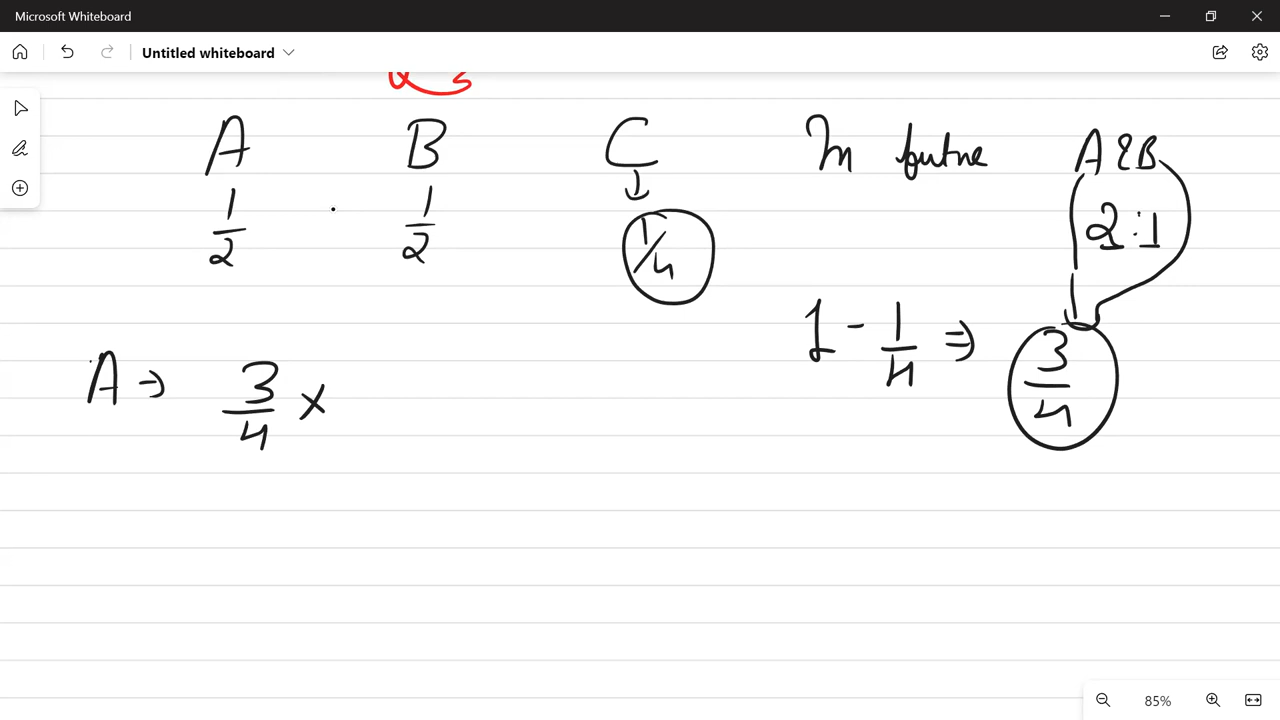 Microsoft Whiteboard
Untitled whiteboard
A B C In future A & B
1/2 1/2 1/4 2:1
1 - 1/4 ⇒ 3/4
A → 3/4 ×
85%